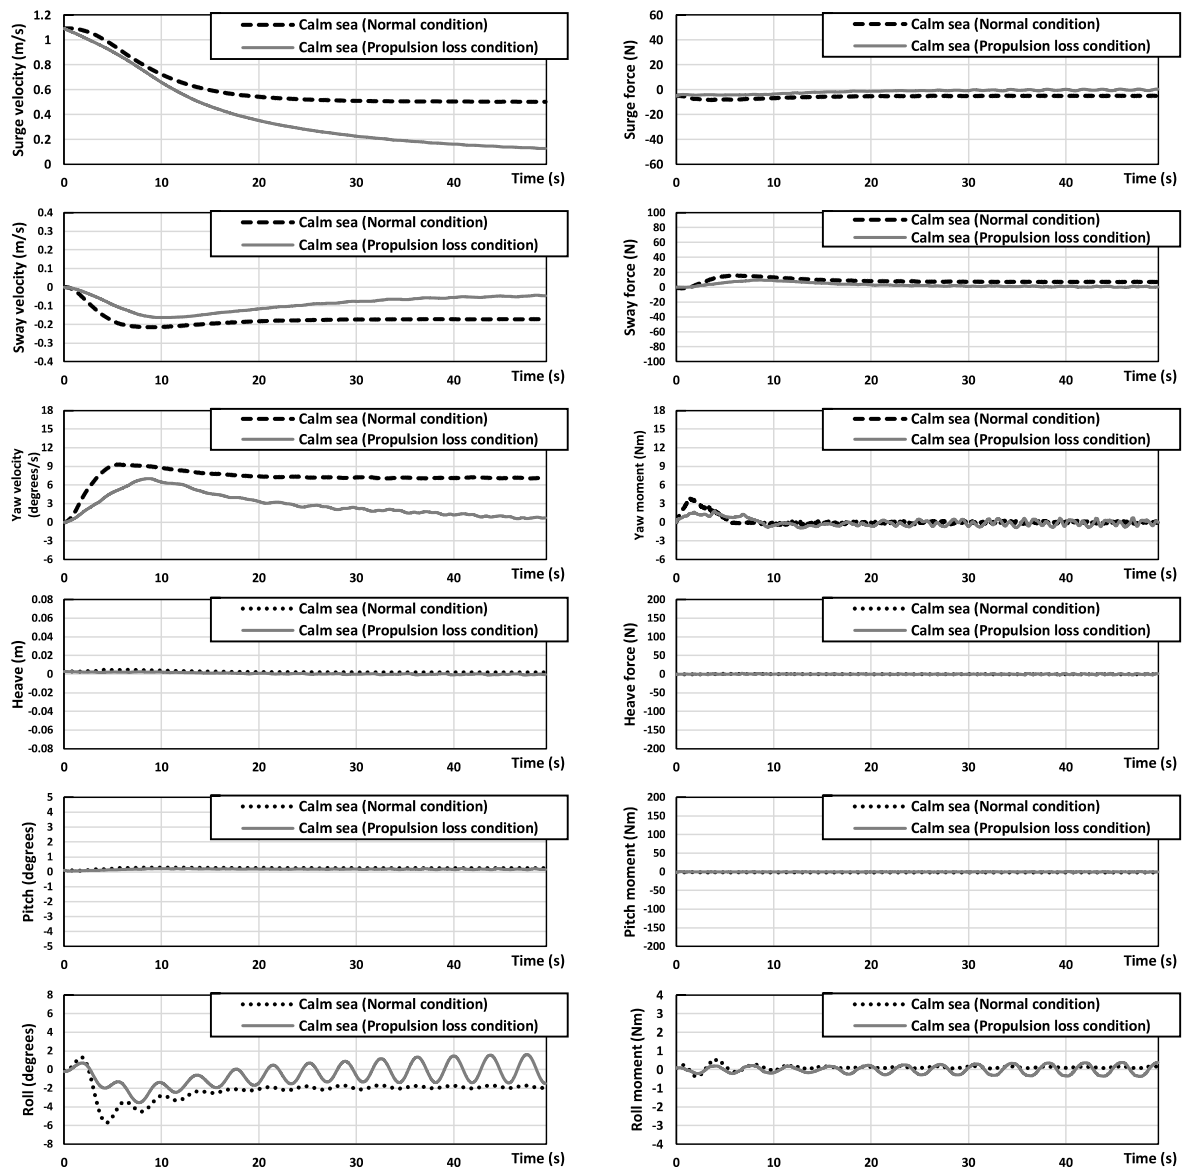 Surge velocity (m/s)
1.2
1
0.8
0.6
0.4
0.2
0
Calm sea (Normal condition)
Calm sea (Propulsion loss condition)
0 10 20 30 40
Time (s)
Surge force (N)
60
40
20
0
-20
-40
-60
Calm sea (Normal condition)
Calm sea (Propulsion loss condition)
0 10 20 30 40
Time (s)
Sway velocity (m/s)
0.4
0.3
0.2
0.1
0
-0.1
-0.2
-0.3
-0.4
Calm sea (Normal condition)
Calm sea (Propulsion loss condition)
0 10 20 30 40
Time (s)
Sway force (N)
100
80
60
40
20
0
-20
-40
-60
-80
-100
Calm sea (Normal condition)
Calm sea (Propulsion loss condition)
0 10 20 30 40
Time (s)
Yaw velocity
(degrees/s)
18
15
12
9
6
3
0
-3
-6
Calm sea (Normal condition)
Calm sea (Propulsion loss condition)
0 10 20 30 40
Time (s)
Yaw moment (Nm)
18
15
12
9
6
3
0
-3
-6
Calm sea (Normal condition)
Calm sea (Propulsion loss condition)
0 10 20 30 40
Time (s)
Heave (m)
0.08
0.06
0.04
0.02
0
-0.02
-0.04
-0.06
-0.08
Calm sea (Normal condition)
Calm sea (Propulsion loss condition)
0 10 20 30 40
Time (s)
Heave force (N)
200
150
100
50
0
-50
-100
-150
-200
Calm sea (Normal condition)
Calm sea (Propulsion loss condition)
0 10 20 30 40
Time (s)
Pitch (degrees)
5
4
3
2
1
0
-1
-2
-3
-4
-5
Calm sea (Normal condition)
Calm sea (Propulsion loss condition)
0 10 20 30 40
Time (s)
Pitch moment (Nm)
200
150
100
50
0
-50
-100
-150
-200
Calm sea (Normal condition)
Calm sea (Propulsion loss condition)
0 10 20 30 40
Time (s)
Roll (degrees)
8
6
4
2
0
-2
-4
-6
-8
Calm sea (Normal condition)
Calm sea (Propulsion loss condition)
0 10 20 30 40
Time (s)
Roll moment (Nm)
4
3
2
1
0
-1
-2
-3
-4
Calm sea (Normal condition)
Calm sea (Propulsion loss condition)
0 10 20 30 40
Time (s)